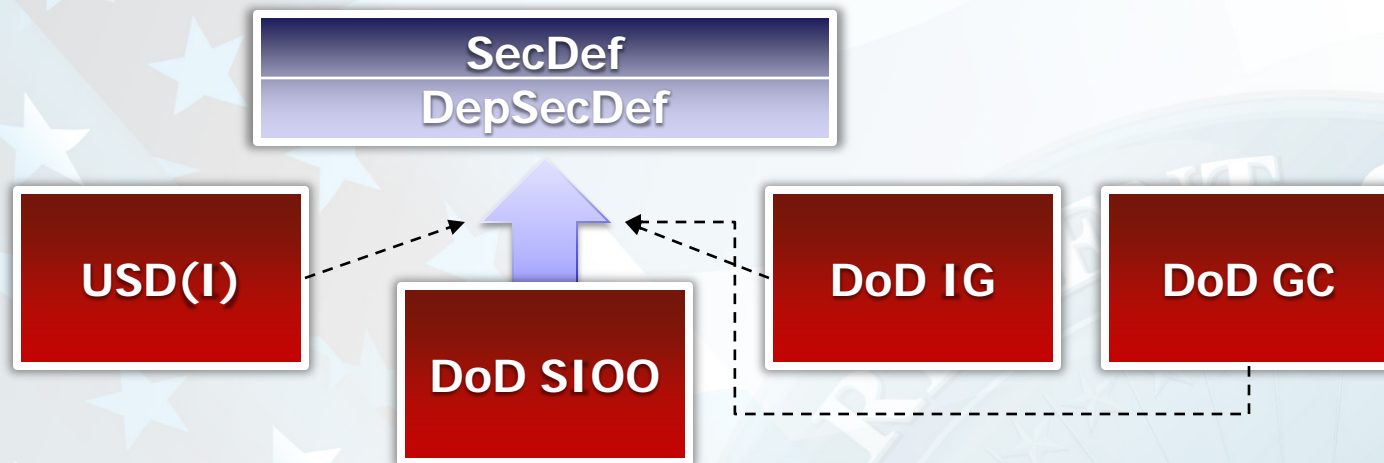 SecDef
DepSecDef
USD(I)
DoD SIOO
DoD IG
DoD GC